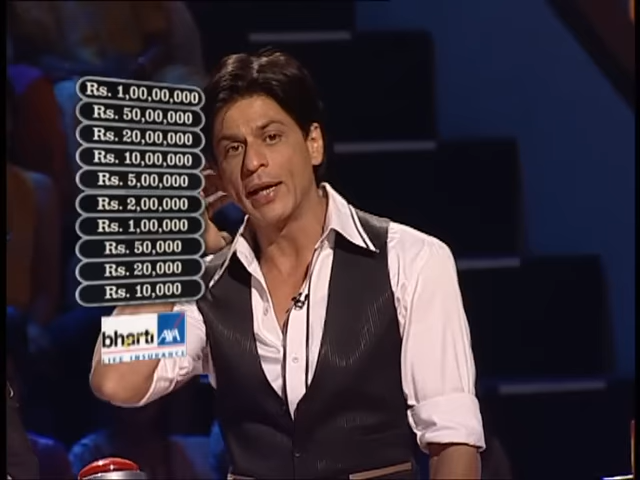 Rs. 1,00,00,000
Rs. 50,00,000
Rs. 20,00,000
Rs. 10,00,000
Rs. 5,00,000
Rs. 2,00,000
Rs. 1,00,000
Rs. 50,000
Rs. 20,000
Rs. 10,000
bharti AXA
LIFE INSURANCE